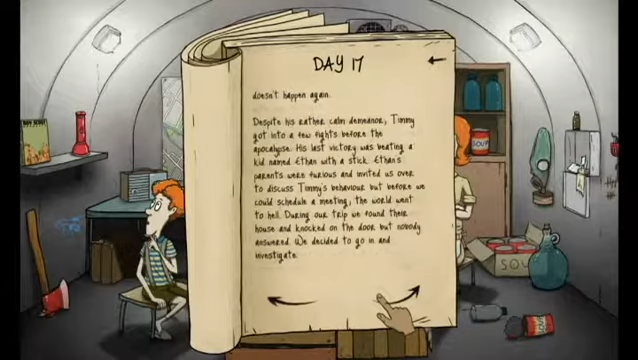 DAY 17
doesn't happen again.
Despite his rather calm demeanor, Timmy
got into a few fights before the
apocalypse. His last victory was beating a
kid named Ethan with a stick. Ethan's
parents were furious and invited us over
to discuss Timmy's behaviour but before we
could schedule a meeting, the world went
to hell. During our trip we found their
house and knocked on the door but nobody
answered. We decided to go in and
investigate.
SOUP
SOU